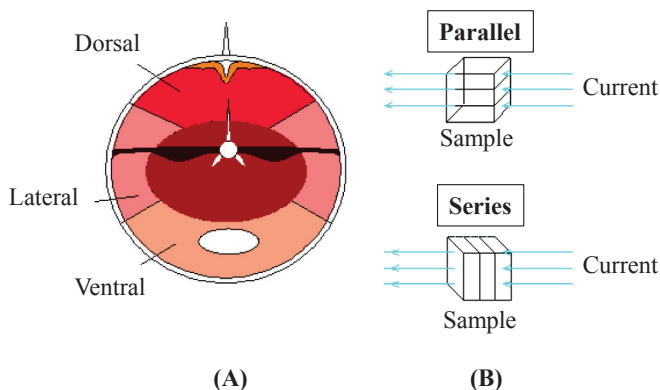 Dorsal
Lateral
Ventral
(A)
Parallel
Current
Sample
Series
Current
Sample
(B)